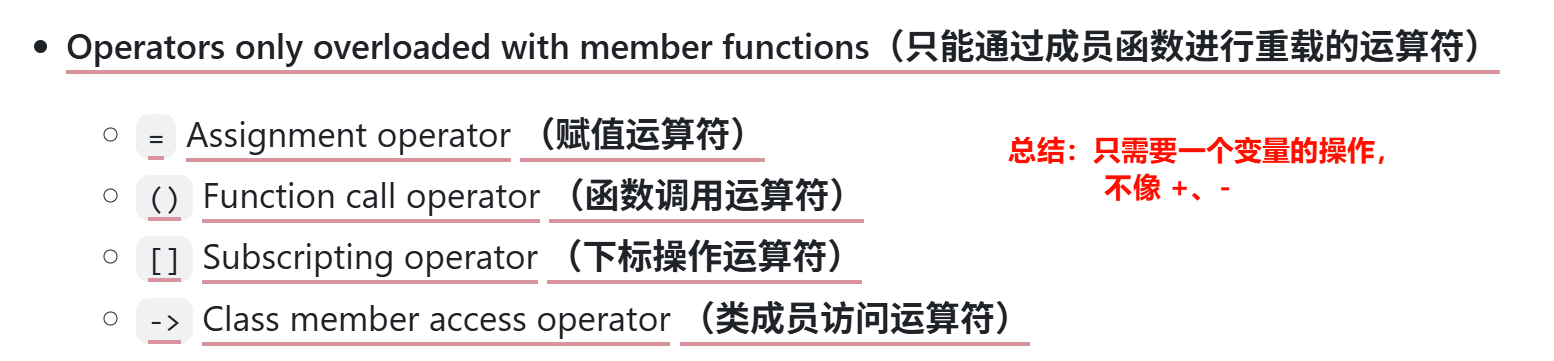 Operators only overloaded with member functions（只能通过成员函数进行重载的运算符）
= Assignment operator （赋值运算符）
总结：只需要一个变量的操作，
不像 +、-
() Function call operator （函数调用运算符）
[] Subscripting operator （下标操作运算符）
-> Class member access operator （类成员访问运算符）